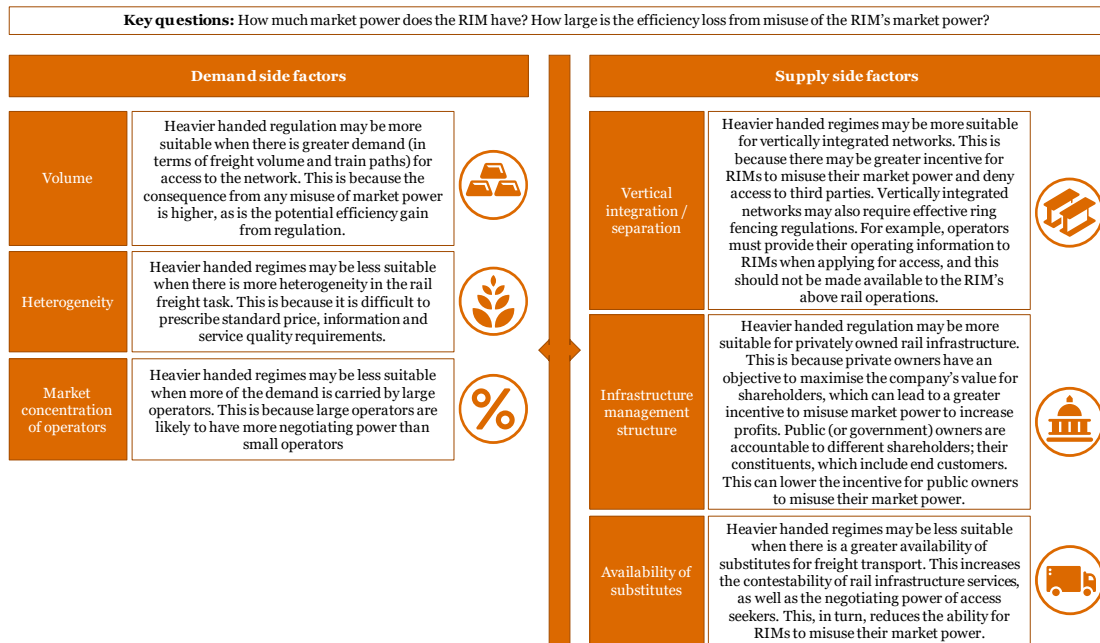 Key questions: How much market power does the RIM have? How large is the efficiency loss from misuse of the RIM's market power?
Demand side factors
Volume
Heavier handed regulation may be more
suitable when there is greater demand (in
terms of freight volume and train paths) for
access to the network. This is because the
consequence from any misuse of market power
is higher, as is the potential efficiency gain
from regulation.
Heterogeneity
Heavier handed regimes may be less suitable
when there is more heterogeneity in the rail
freight task. This is because it is difficult to
prescribe standard price, information and
service quality requirements.
Market
concentration
of operators
Heavier handed regimes may be less suitable
when more of the demand is carried by large
operators. This is because large operators are
likely to have more negotiating power than
small operators
Supply side factors
Vertical
integration /
separation
Heavier handed regimes may be more suitable
for vertically integrated networks. This is
because there may be greater incentive for
RIMs to misuse their market power and deny
access to third parties. Vertically integrated
networks may also require effective ring
fencing regulations. For example, operators
must provide their operating information to
RIMs when applying for access, and this
should not be made available to the RIM's
above rail operations.
Infrastructure
management
structure
Heavier handed regulation may be more
suitable for privately owned rail infrastructure.
This is because private owners have an
objective to maximise the company's value for
shareholders, which can lead to a greater
incentive to misuse market power to increase
profits. Public (or government) owners are
accountable to different shareholders; their
constituents, which include end customers.
This can lower the incentive for public owners
to misuse their market power.
Availability of
substitutes
Heavier handed regimes may be less suitable
when there is a greater availability of
substitutes for freight transport. This increases
the contestability of rail infrastructure services,
as well as the negotiating power of access
seekers. This, in turn, reduces the ability for
RIMs to misuse their market power.